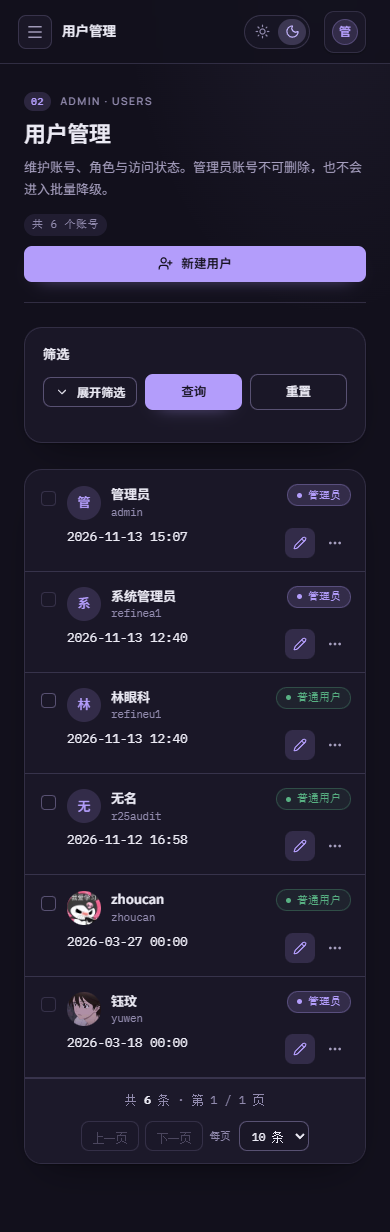 用户管理
管
02 ADMIN · USERS
用户管理
维护账号、角色与访问状态。管理员账号不可删除，也不会
进入批量降级。
共 6 个账号
新建用户
筛选
展开筛选 查询 重置
管 管理员 管理员
admin
2026-11-13 15:07
系 系统管理员 管理员
refinea1
2026-11-13 12:40
林 林眼科 普通用户
refineu1
2026-11-13 12:40
无 无名 普通用户
r25audit
2026-11-12 16:58
zhoucan 普通用户
zhoucan
2026-03-27 00:00
钰玟 管理员
yuwen
2026-03-18 00:00
共 6 条 · 第 1 / 1 页
上一页 下一页 每页 10 条